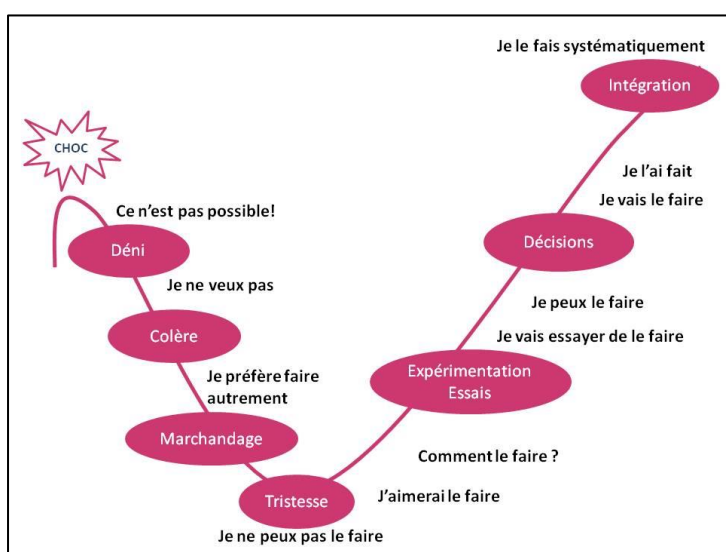 Je le fais systématiquement
Intégration
CHOC
Je l'ai fait
Je vais le faire
Ce n'est pas possible!
Déni
Décisions
Je ne veux pas
Je peux le faire
Colère
Je vais essayer de le faire
Expérimentation
Essais
Je préfère faire
autrement
Marchandage
Comment le faire ?
Tristesse
J'aimerai le faire
Je ne peux pas le faire